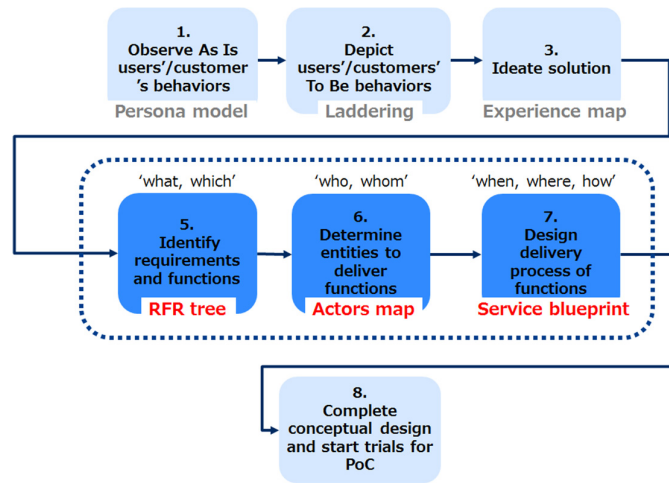 1.
Observe As Is
users'/customer
's behaviors
Persona model
2.
Depict
users'/customers'
To Be behaviors
Laddering
3.
Ideate solution
Experience map
'what, which'
5.
Identify
requirements
and functions
RFR tree
'who, whom'
6.
Determine
entities to
deliver
functions
Actors map
'when, where, how'
7.
Design
delivery
process of
functions
Service blueprint
8.
Complete
conceptual design
and start trials for
PoC